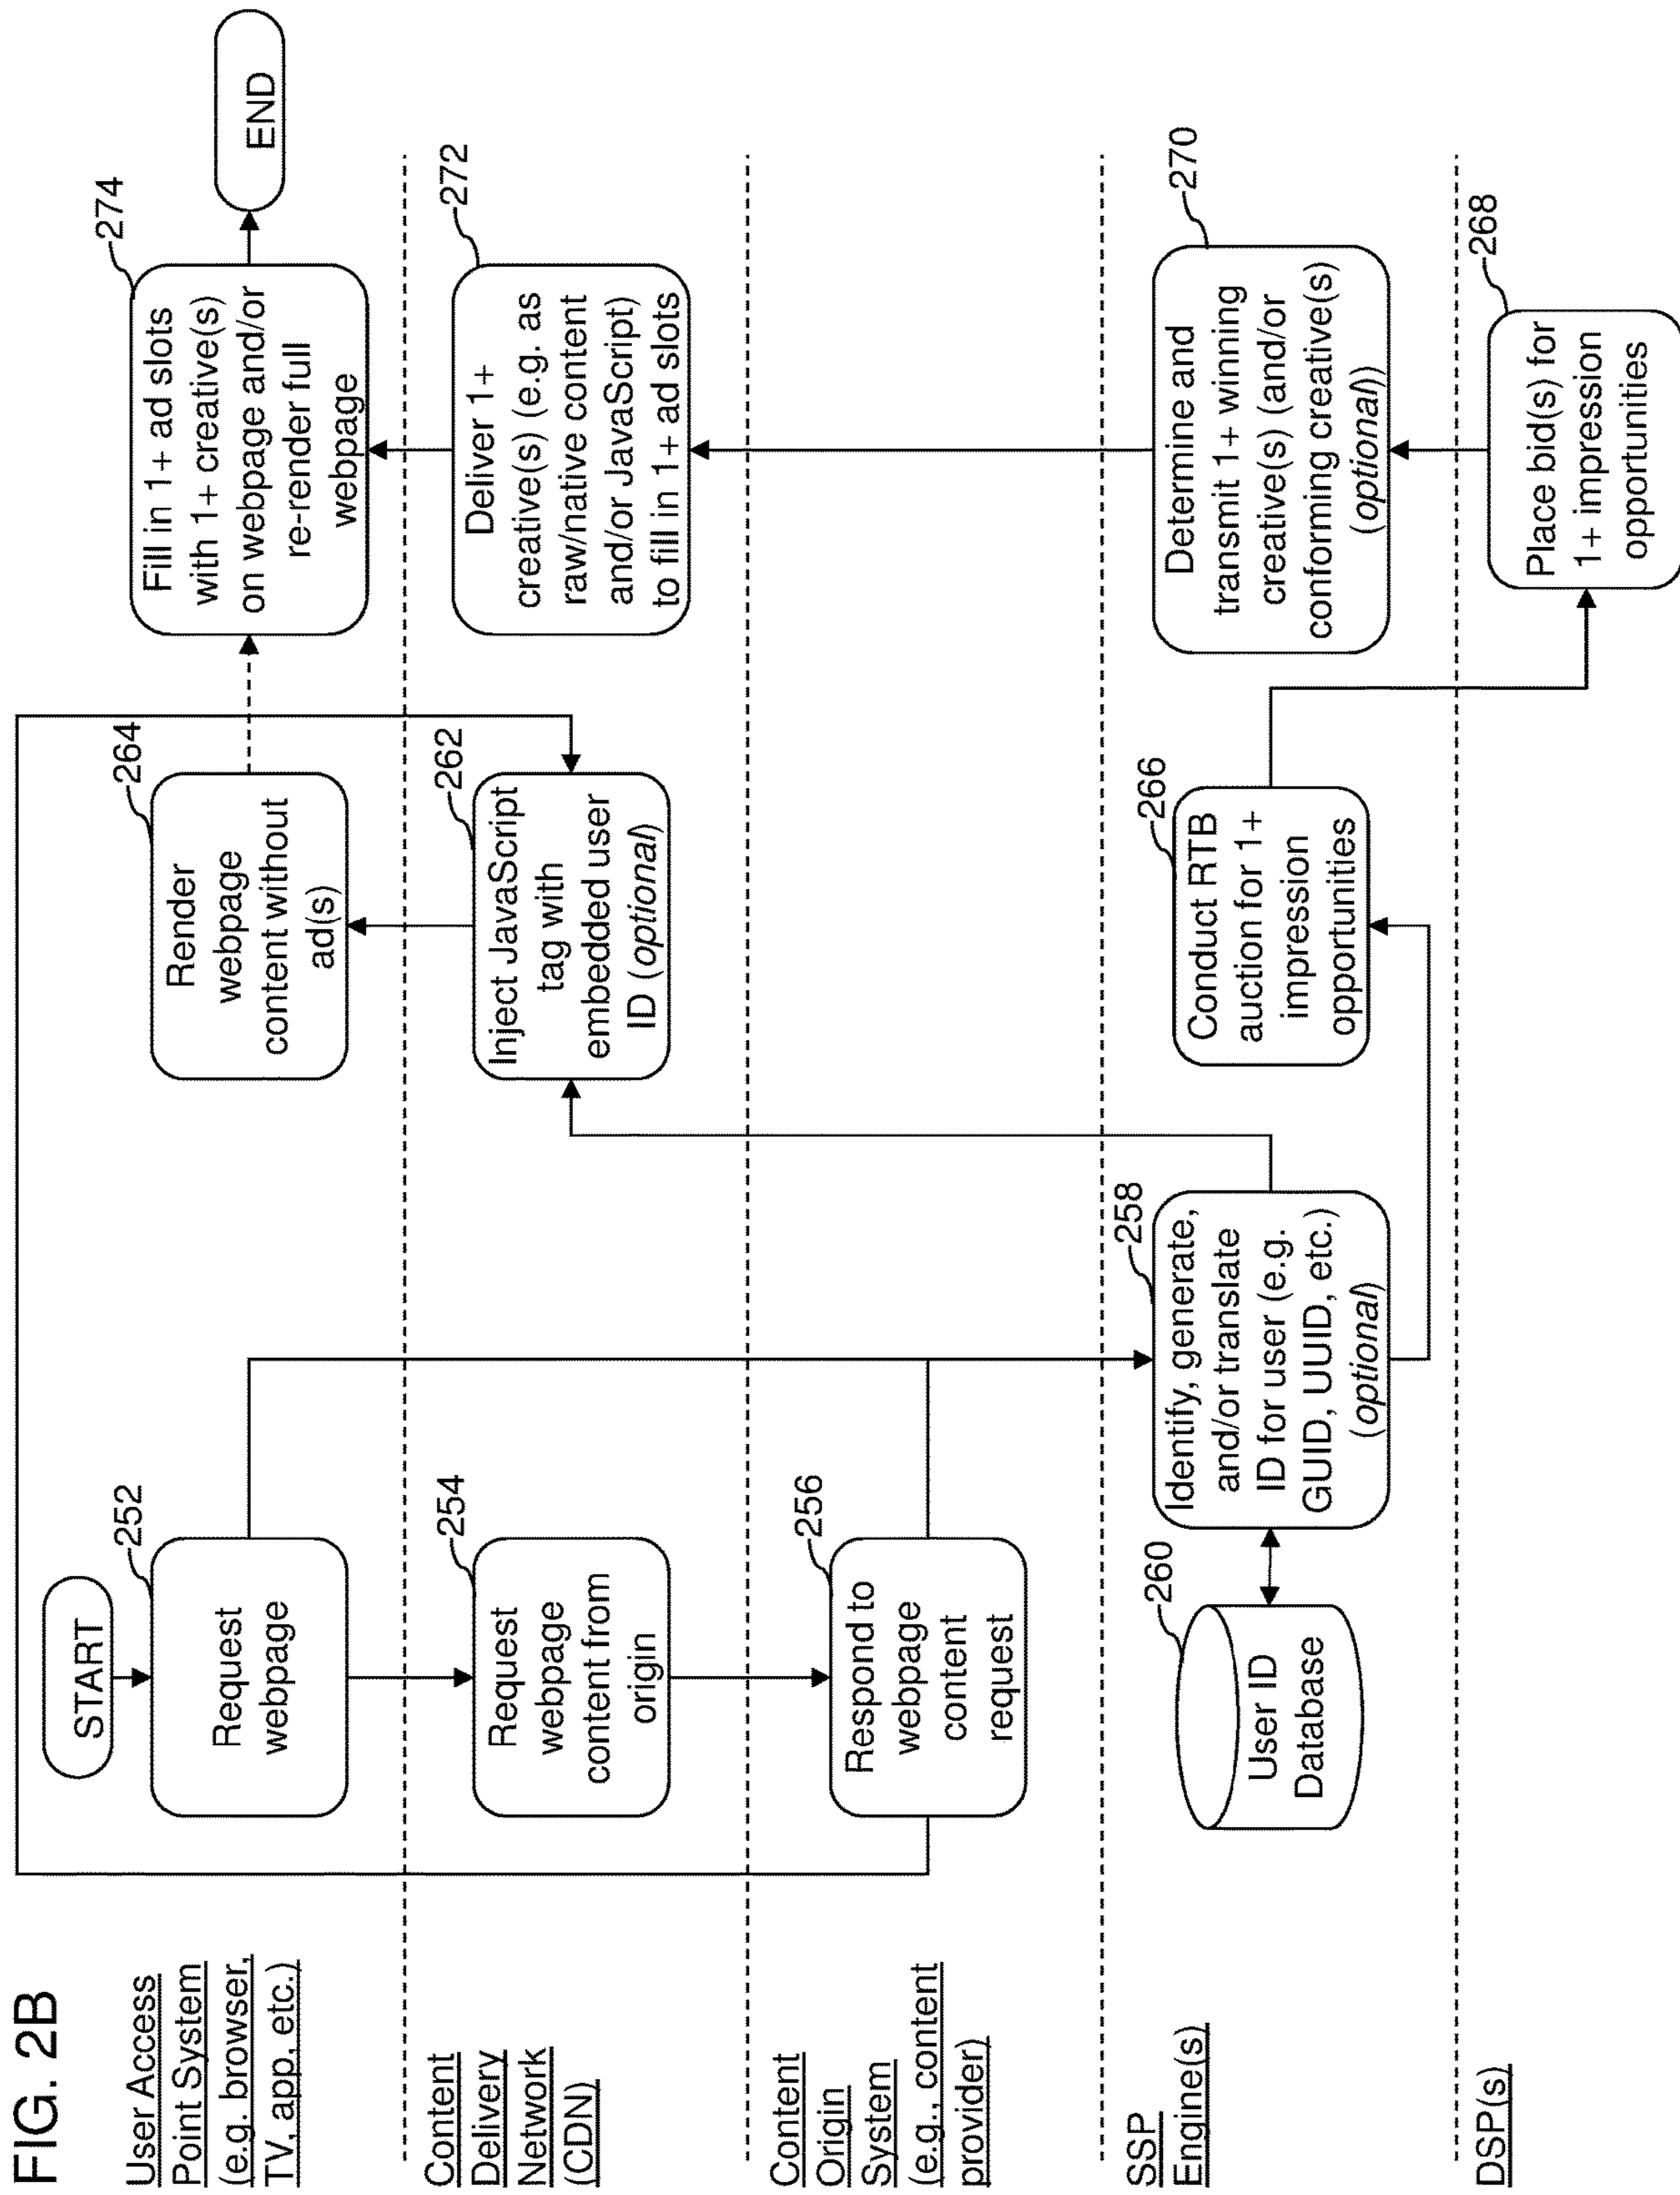 FIG. 2B
User Access
Point System
(e.g. browser,
TV, app, etc.)
START
252
Request
webpage
264
Render
webpage
content without
ad(s)
274
Fill in 1+ ad slots
with 1+ creative(s)
on webpage and/or
re-render full
webpage
END
Content
Delivery
Network
(CDN)
254
Request
webpage
content from
origin
262
Inject JavaScript
tag with
embedded user
ID (optional)
272
Deliver 1+
creative(s) (e.g. as
raw/native content
and/or JavaScript)
to fill in 1+ ad slots
Content
Origin
System
(e.g., content
provider)
256
Respond to
webpage
content
request
SSP
Engine(s)
260
User ID
Database
258
Identify, generate,
and/or translate
ID for user (e.g.
GUID, UUID, etc.)
(optional)
266
Conduct RTB
auction for 1+
impression
opportunities
270
Determine and
transmit 1+ winning
creative(s) (and/or
conforming creative(s)
(optional))
DSP(s)
268
Place bid(s) for
1+ impression
opportunities